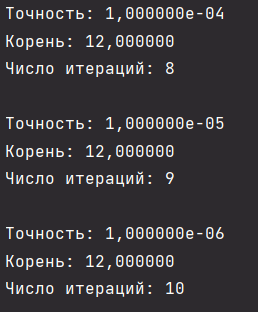 Точность: 1,000000e-04
Корень: 12,000000
Число итераций: 8
Точность: 1,000000e-05
Корень: 12,000000
Число итераций: 9
Точность: 1,000000e-06
Корень: 12,000000
Число итераций: 10